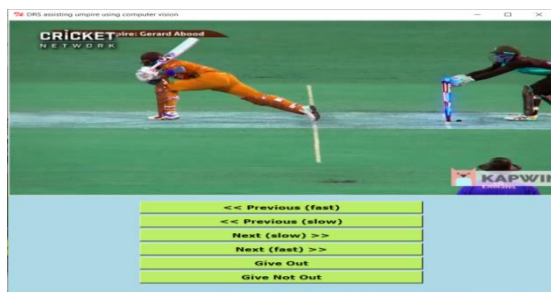 DRS assisting umpire using computer vision
CRICKET
NETWORK
pire: Gerard Abood
KAPWIN
<< Previous (fast)
<< Previous (slow)
Next (slow) >>
Next (fast) >>
Give Out
Give Not Out